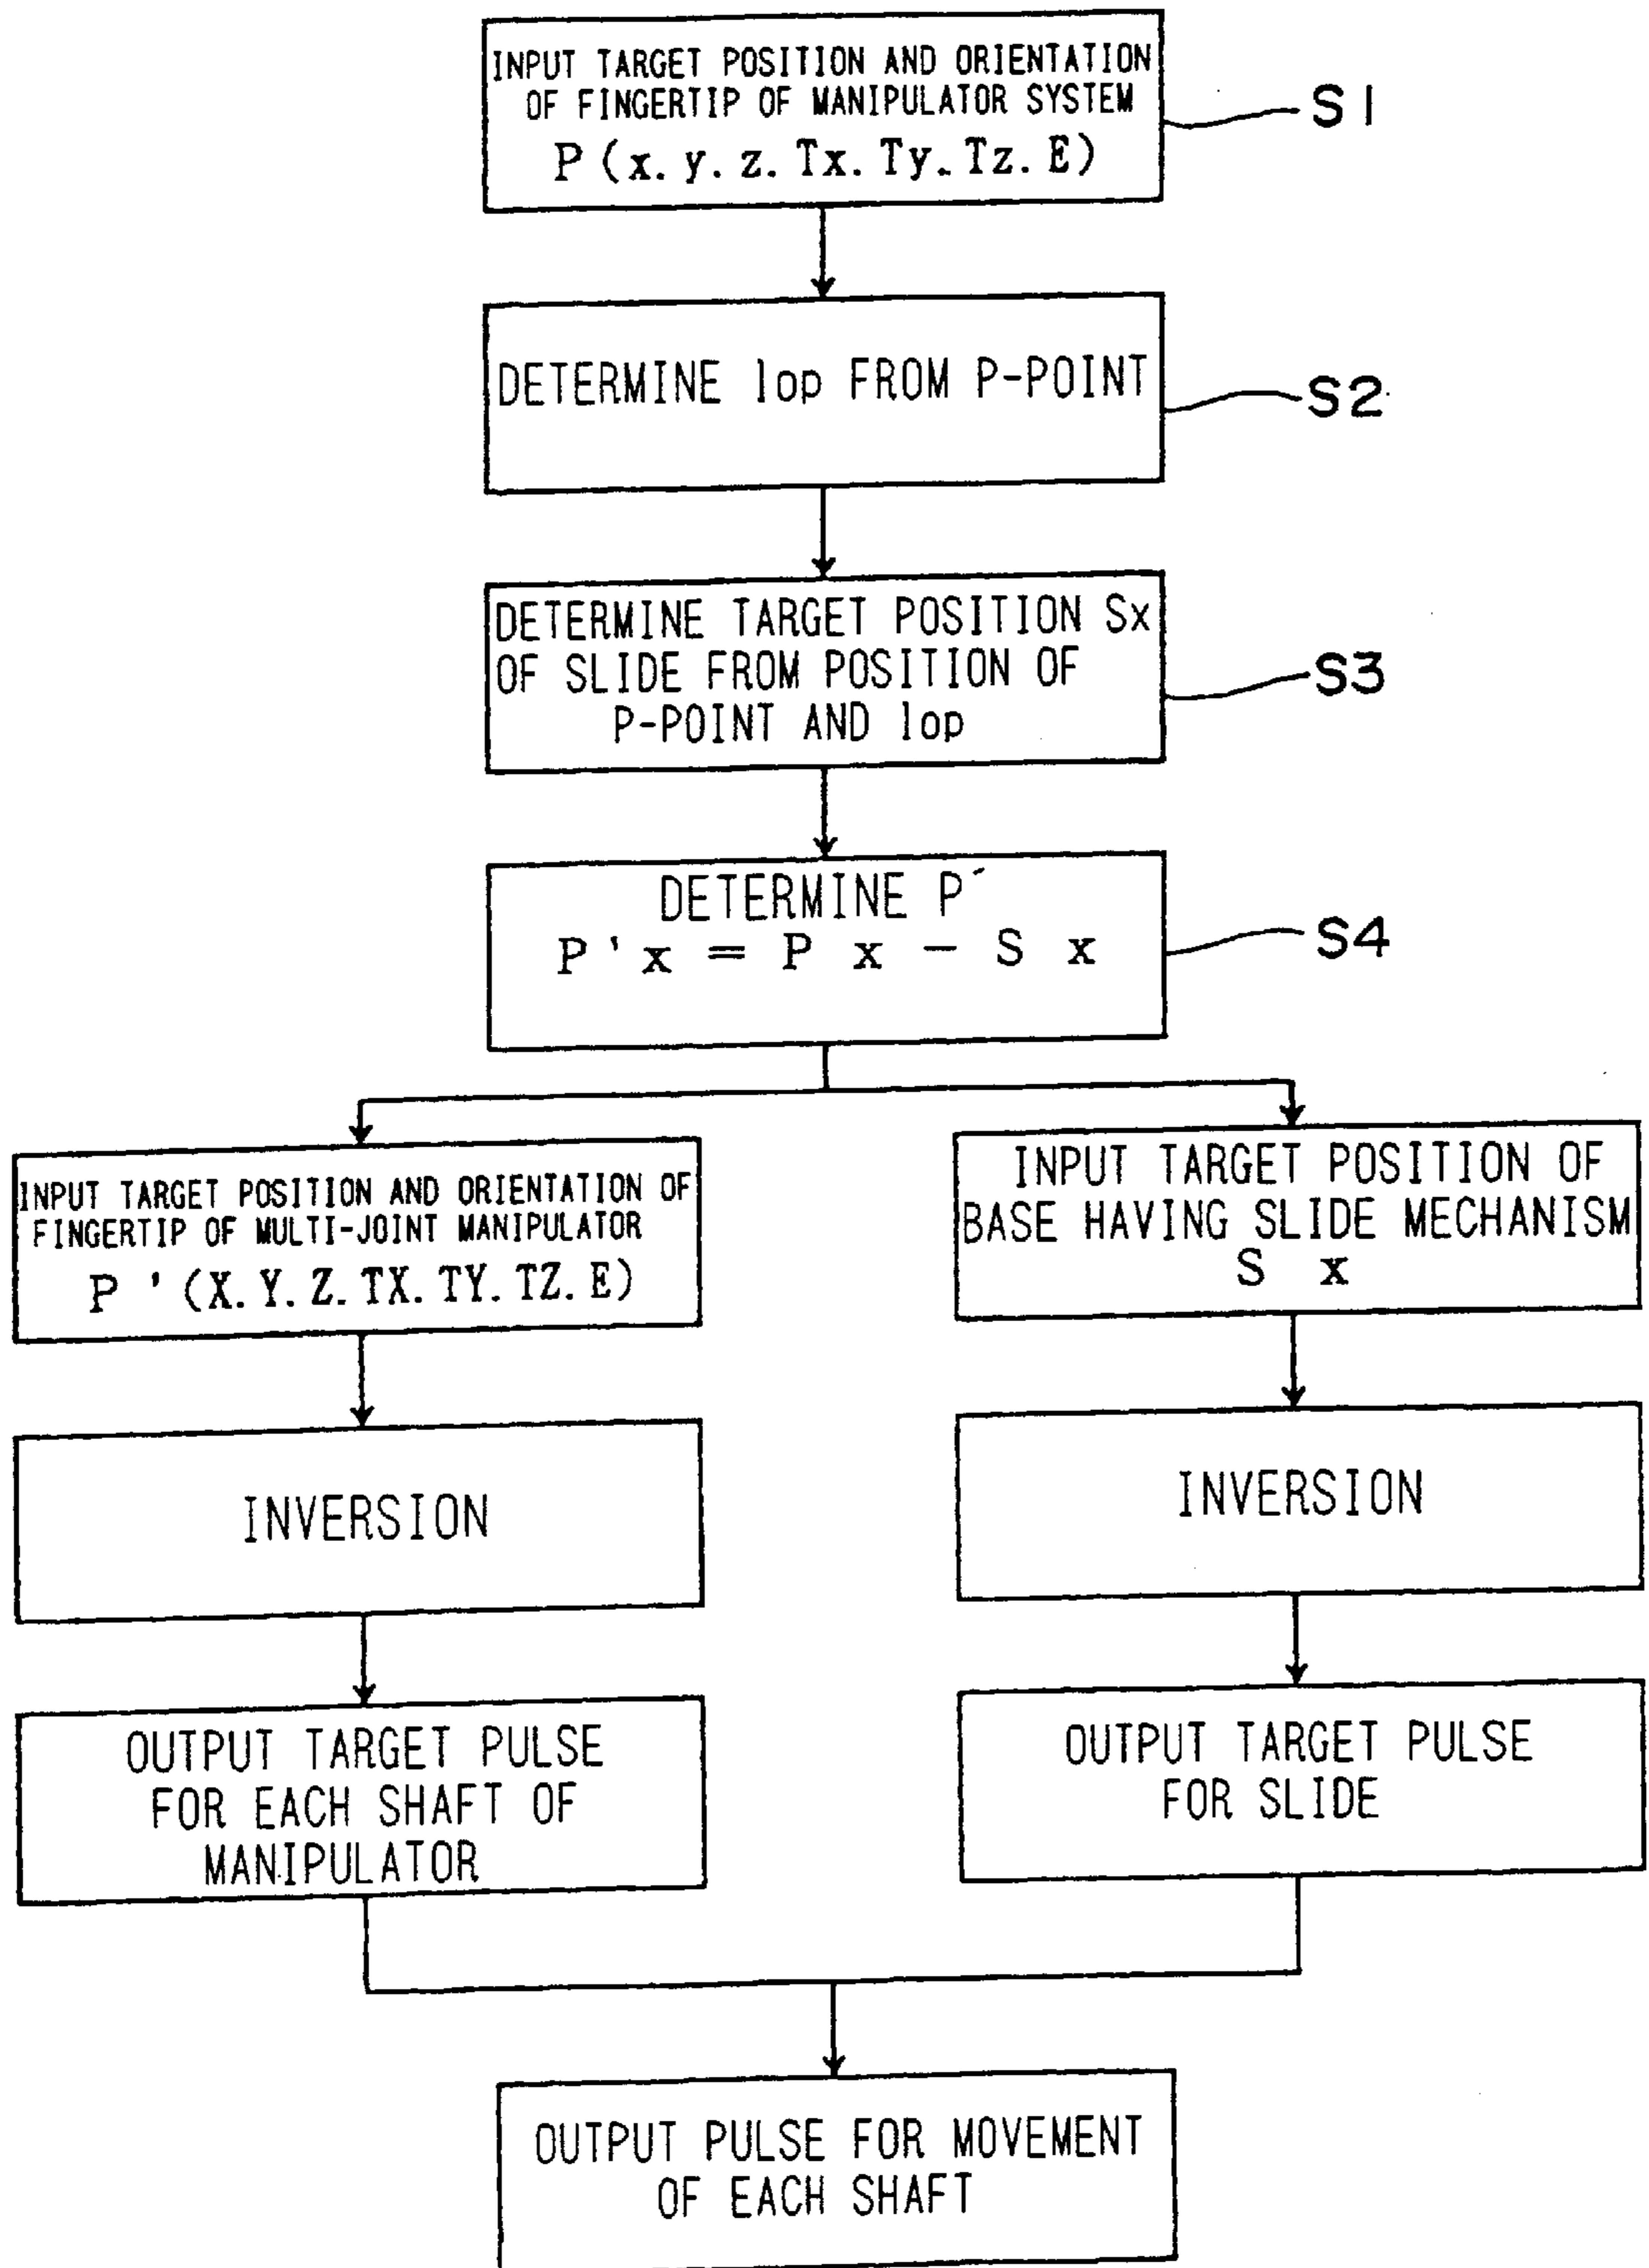 INPUT TARGET POSITION AND ORIENTATION
OF FINGERTIP OF MANIPULATOR SYSTEM
P (x. y. z. Tx. Ty. Tz. E)
S1
DETERMINE lop FROM P-POINT
S2
DETERMINE TARGET POSITION Sx
OF SLIDE FROM POSITION OF
P-POINT AND lop
S3
DETERMINE P´
P ' x = P x - S x
S4
INPUT TARGET POSITION AND ORIENTATION OF
FINGERTIP OF MULTI-JOINT MANIPULATOR
P ' (X. Y. Z. TX. TY. TZ. E)
INPUT TARGET POSITION OF
BASE HAVING SLIDE MECHANISM
S x
INVERSION
INVERSION
OUTPUT TARGET PULSE
FOR EACH SHAFT OF
MANIPULATOR
OUTPUT TARGET PULSE
FOR SLIDE
OUTPUT PULSE FOR MOVEMENT
OF EACH SHAFT